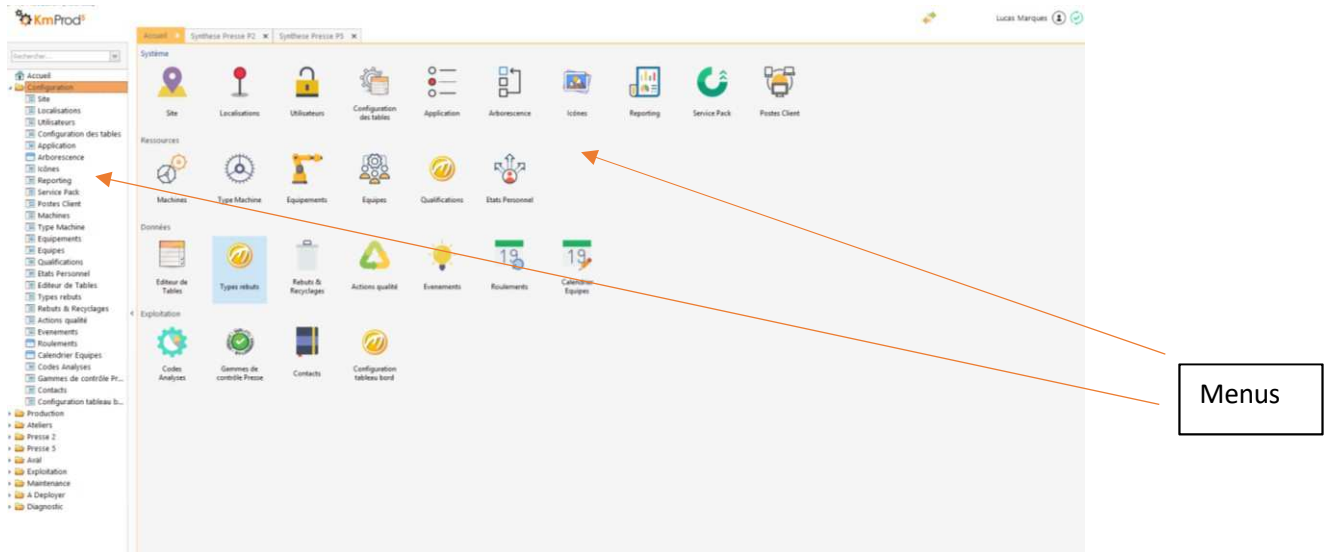 KmProd³
Lucas Marques
Accueil
Synthese Presse P2
Synthese Presse P5
Rechercher...
Accueil
Configuration
Site
Localisations
Utilisateurs
Configuration des tables
Application
Arborescence
Icônes
Reporting
Service Pack
Postes Client
Machines
Type Machine
Equipements
Equipes
Qualifications
Etats Personnel
Editeur de Tables
Types rebuts
Rebuts & Recyclages
Actions qualité
Evenements
Roulements
Calendrier Equipes
Codes Analyses
Gammes de contrôle Pr...
Contacts
Configuration tableau b...
Production
Ateliers
Presse 2
Presse 5
Aval
Exploitation
Maintenance
A Deployer
Diagnostic
Système
Site
Localisations
Utilisateurs
Configuration
des tables
Application
Arborescence
Icônes
Reporting
Service Pack
Postes Client
Ressources
Machines
Type Machine
Equipements
Equipes
Qualifications
Etats Personnel
Données
19
19
Editeur de
Tables
Types rebuts
Rebuts &
Recyclages
Actions qualité
Evenements
Roulements
Calendrier
Equipes
Exploitation
Codes
Analyses
Gammes de
contrôle Presse
Contacts
Configuration
tableau bord
Menus